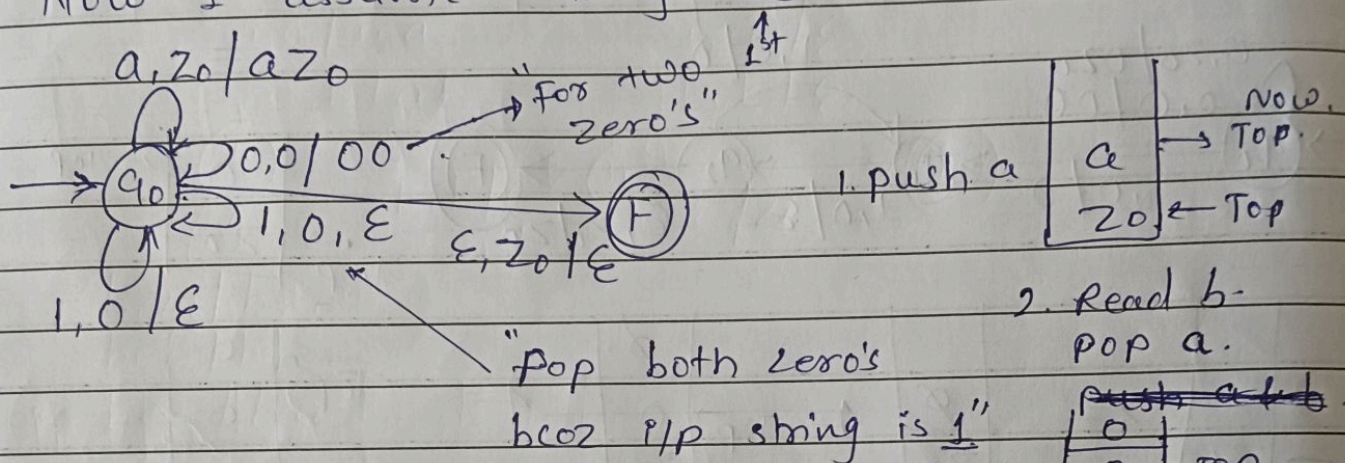 a,z0/az0
1st
"For two
zero's"
0,0/00
q0
1,0,ε
F
ε,z0/ε
1,0/ε
"Pop both zero's
bcoz i/p string is 1"
1. push a
a
z0
Now.
Top.
Top
2. Read b-
pop a.
0